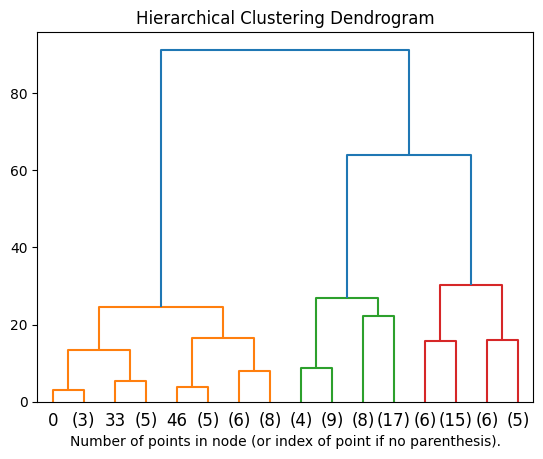 Hierarchical Clustering Dendrogram
80
60
40
20
0
0 (3) 33 (5) 46 (5) (6) (8) (4) (9) (8) (17) (6) (15) (6) (5)
Number of points in node (or index of point if no parenthesis).